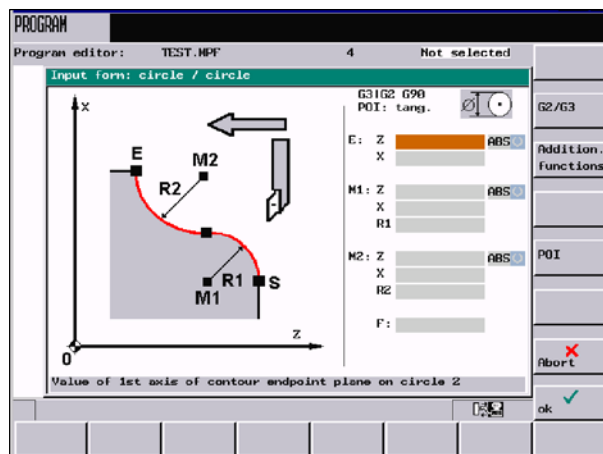 PROGRAM
Program editor: TEST.MPF 4 Not selected
Input form: circle / circle
G3|G2 G90
POI: tang.
X
E
M2
R2
R1
S
M1
Z
0
E: Z ABS
X
M1: Z ABS
X
R1
M2: Z ABS
X
R2
F:
Value of 1st axis of contour endpoint plane on circle 2
G2/G3
Addition.
functions
POI
Abort
ok